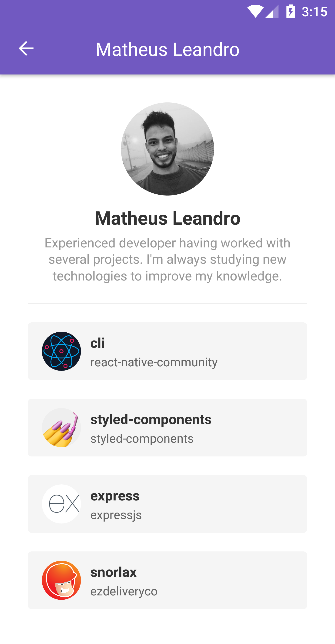 3:15
Matheus Leandro
Matheus Leandro
Experienced developer having worked with
several projects. I'm always studying new
technologies to improve my knowledge.
cli
react-native-community
styled-components
styled-components
ex
express
expressjs
snorlax
ezdeliveryco